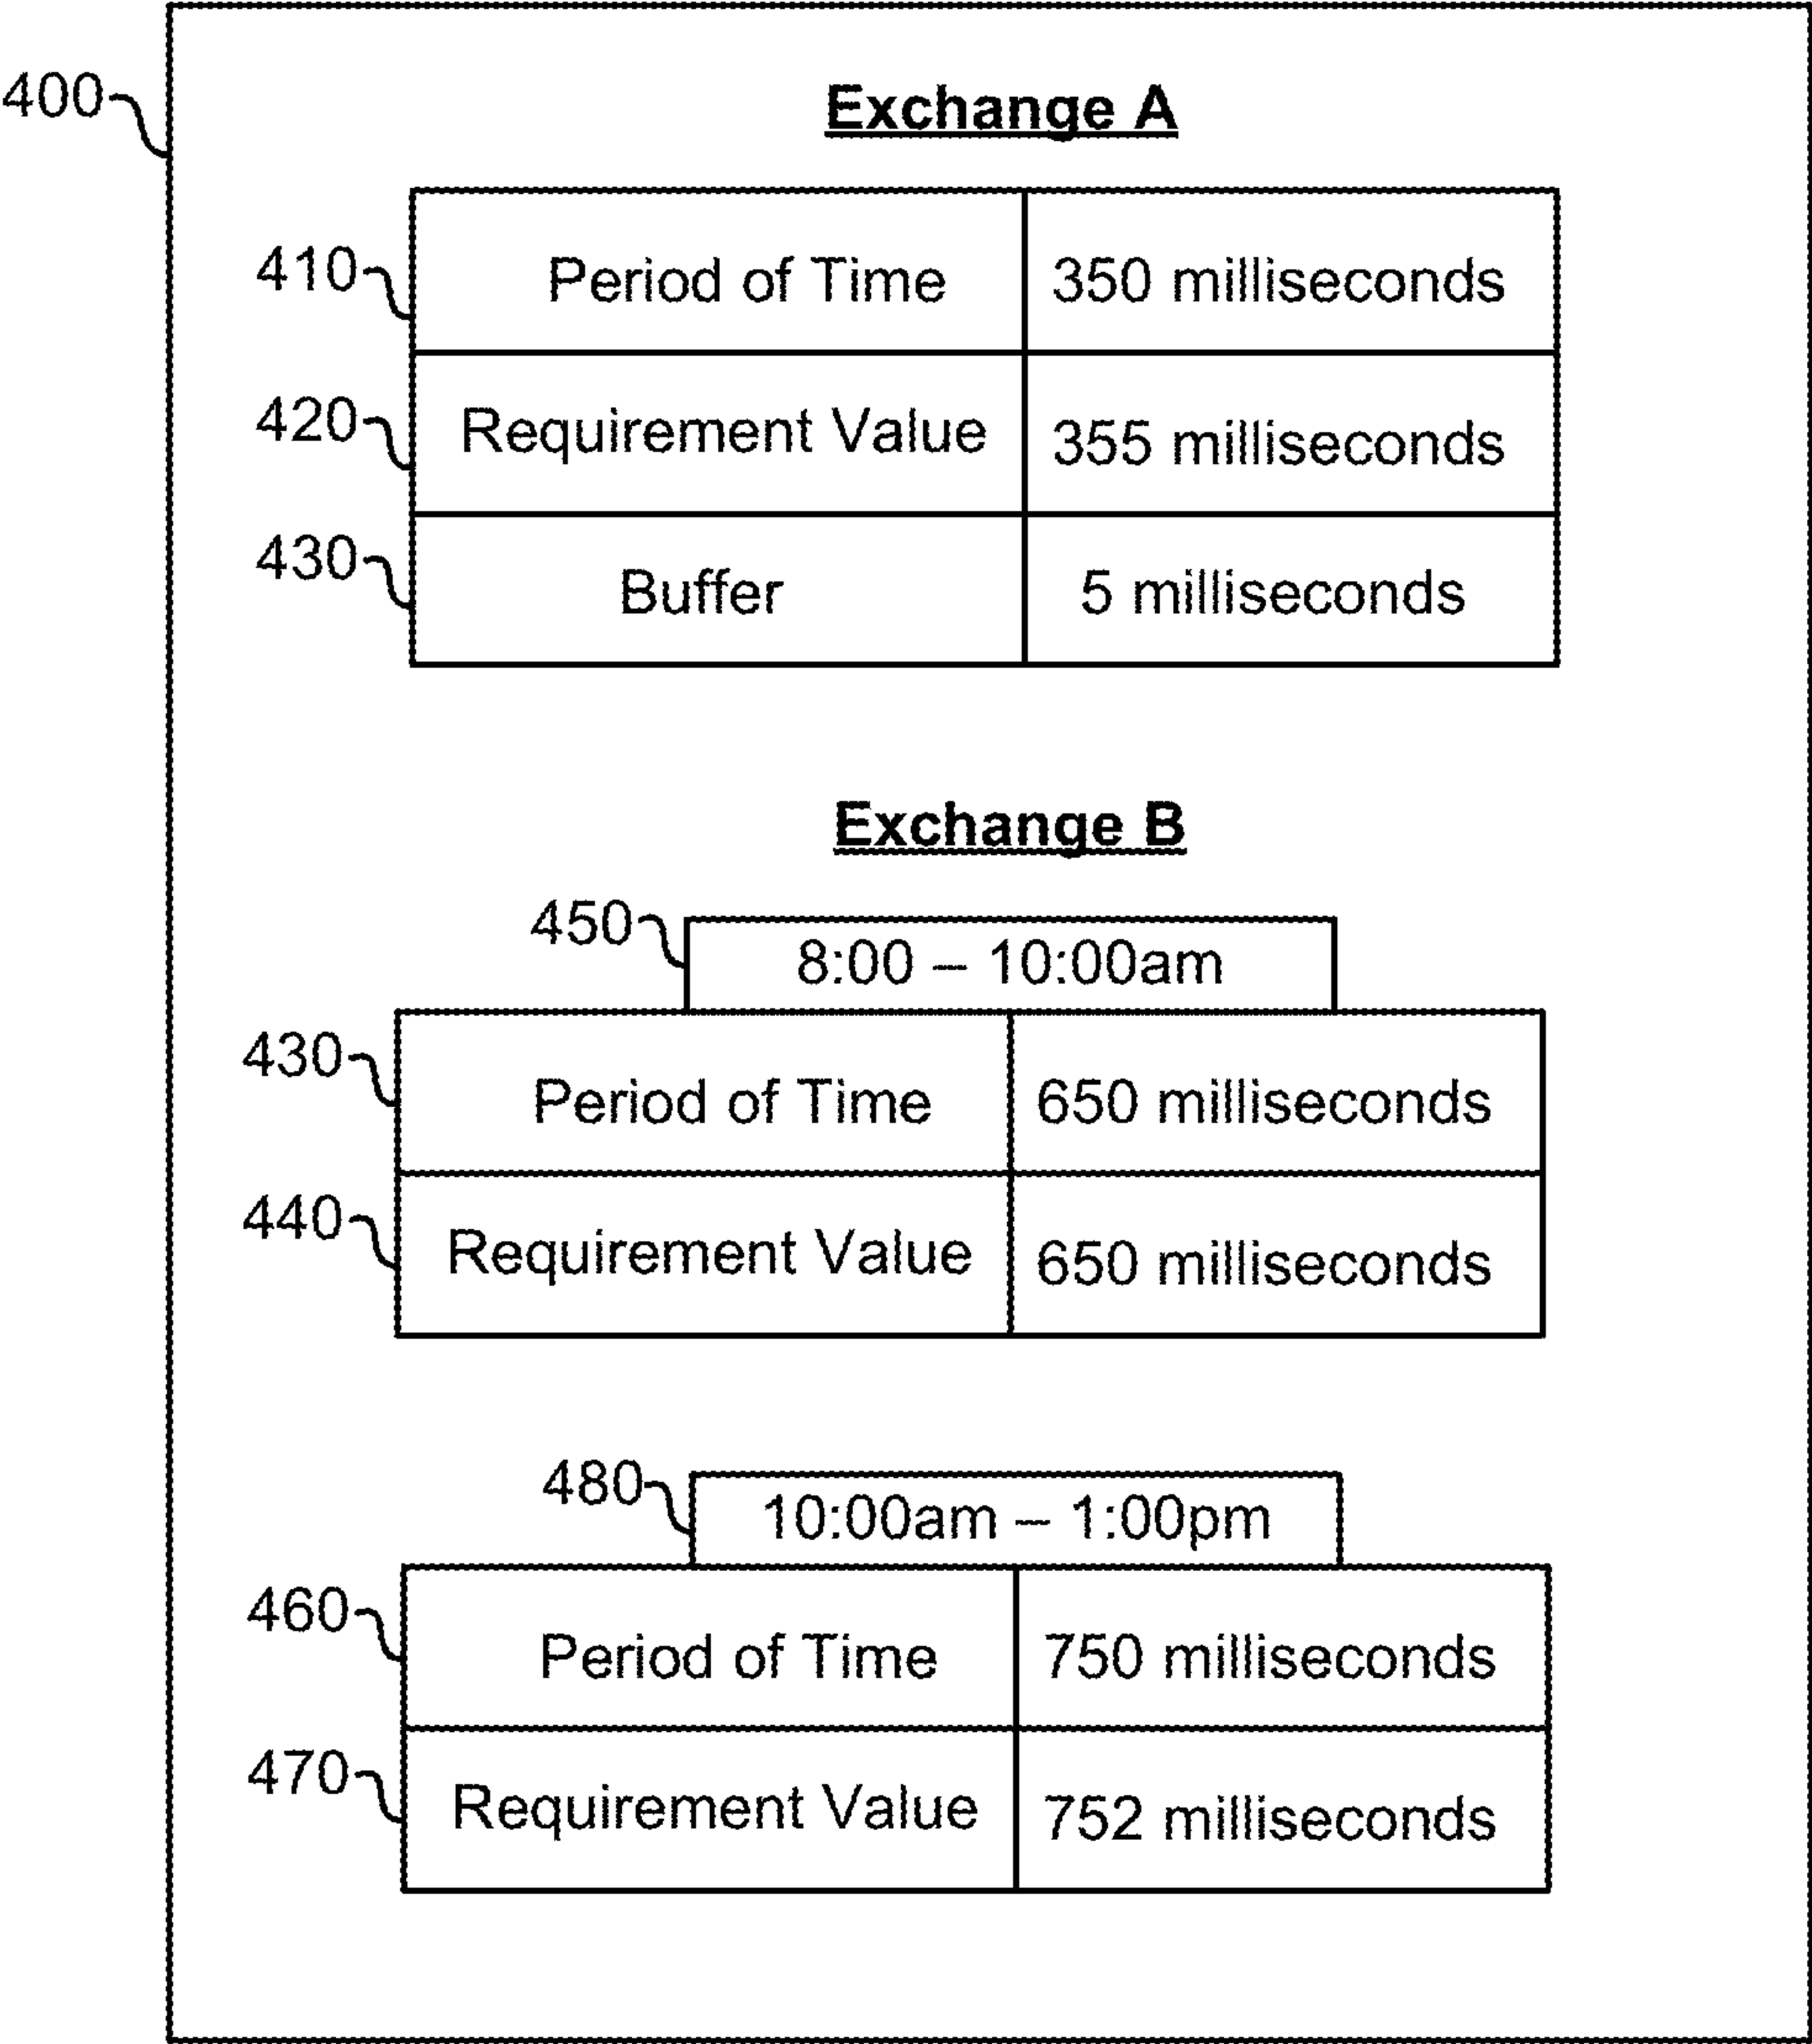 400
Exchange A
410 Period of Time 350 milliseconds
420 Requirement Value 355 milliseconds
430 Buffer 5 milliseconds
Exchange B
450 8:00 – 10:00am
430 Period of Time 650 milliseconds
440 Requirement Value 650 milliseconds
480 10:00am – 1:00pm
460 Period of Time 750 milliseconds
470 Requirement Value 752 milliseconds